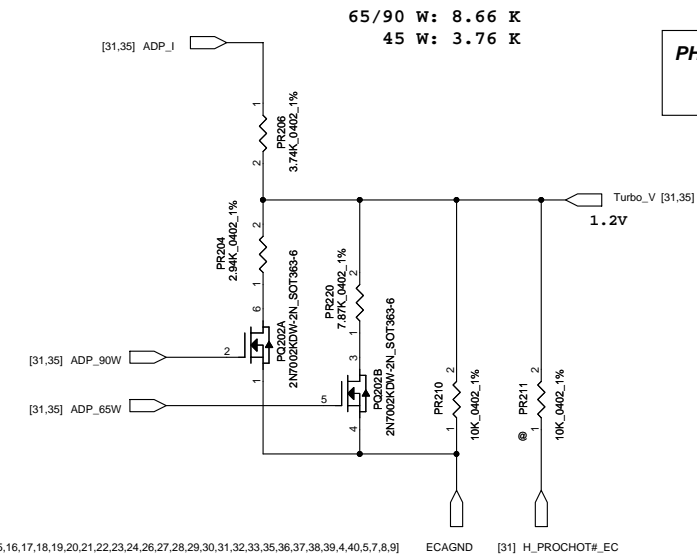 65/90 W: 8.66 K
45 W: 3.76 K
PH
[31,35] ADP_I
1
PR206
3.74K_0402_1%
2
Turbo_V [31,35]
1.2V
2
PR204
2.94K_0402_1%
1
2
PR220
7.87K_0402_1%
1
6
PQ202A
2N7002KDW-2N_SOT363-6
2
1
[31,35] ADP_90W
3
PQ202B
2N7002KDW-2N_SOT363-6
5
4
[31,35] ADP_65W
2
PR210
10K_0402_1%
1
2
PR211
10K_0402_1%
@ 1
5,16,17,18,19,20,21,22,23,24,26,27,28,29,30,31,32,33,35,36,37,38,39,4,40,5,7,8,9] ECAGND [31] H_PROCHOT#_EC